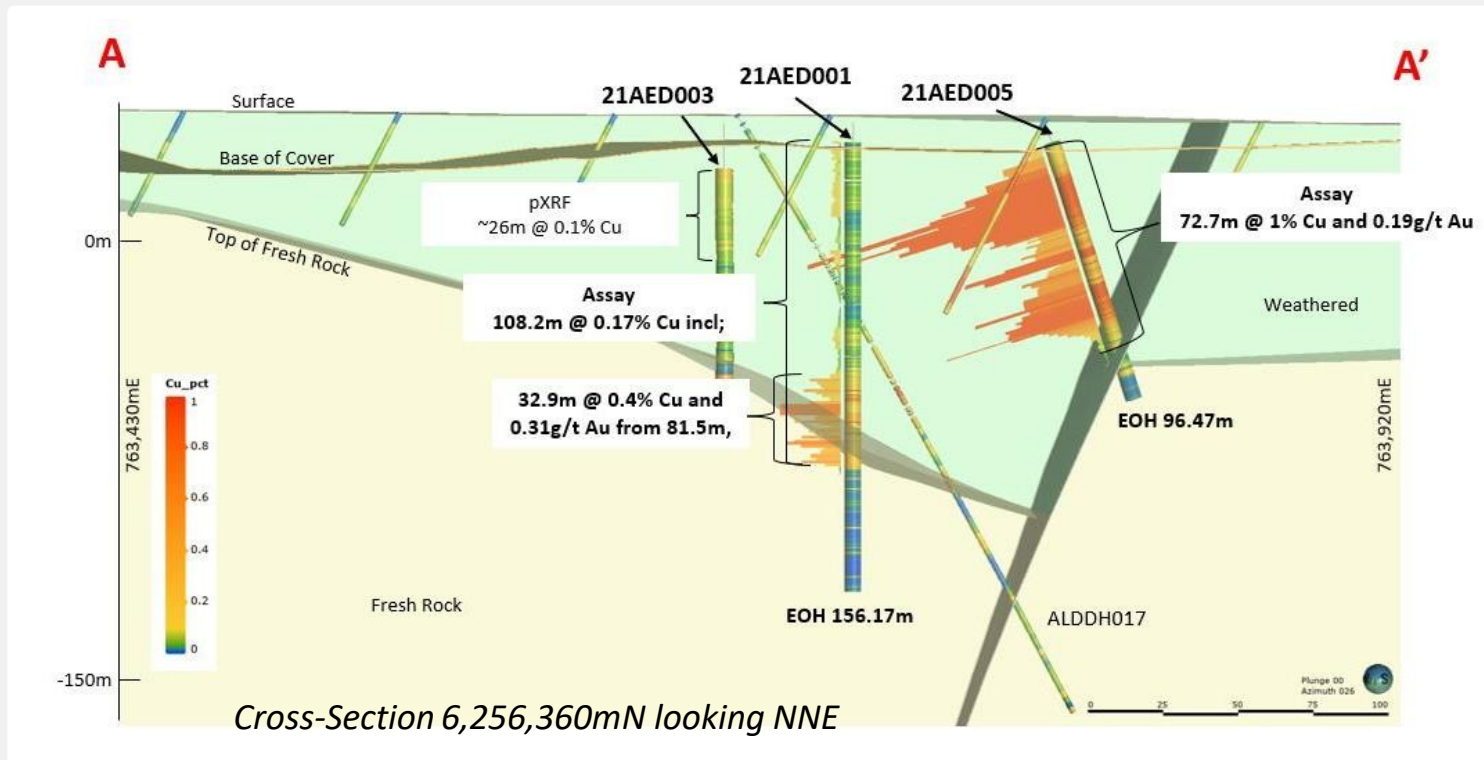 A
A'
21AED001
21AED003
21AED005
Surface
Base of Cover
pXRF
~26m @ 0.1% Cu
Assay
72.7m @ 1% Cu and 0.19g/t Au
0m
Top of Fresh Rock
Assay
108.2m @ 0.17% Cu incl;
Weathered
763,430mE
Cu_pct
1
0.8
0.6
0.4
0.2
0
32.9m @ 0.4% Cu and
0.31g/t Au from 81.5m,
EOH 96.47m
763,920mE
Fresh Rock
EOH 156.17m
ALDDH017
-150m
Plunge 00
Azimuth 026
0 25 50 75 100
Cross-Section 6,256,360mN looking NNE